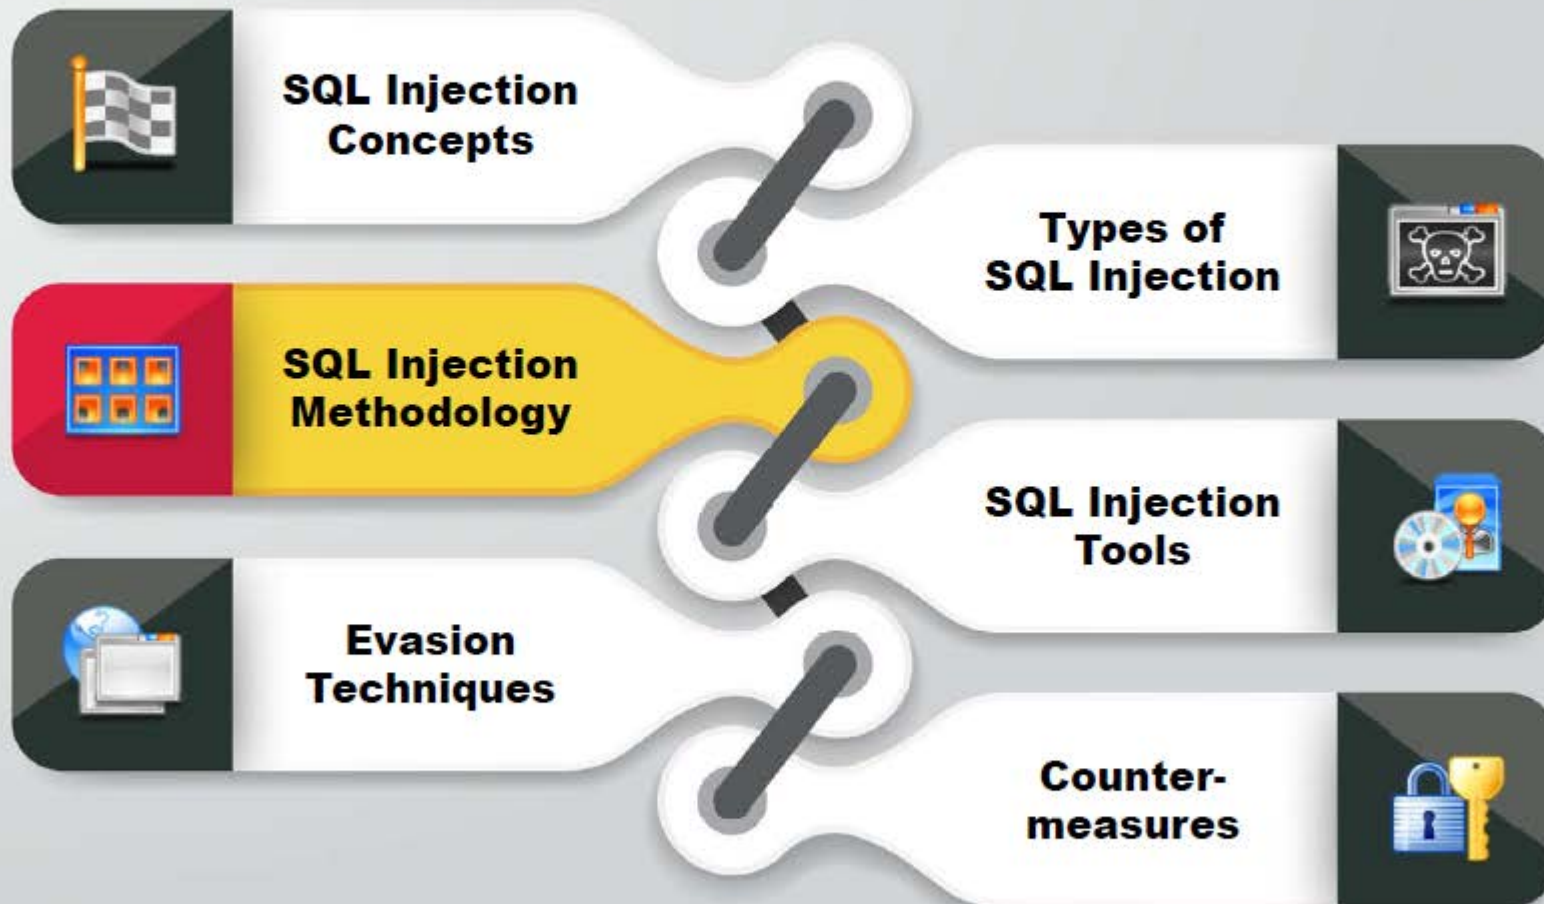 SQL Injection
Concepts
Types of
SQL Injection
SQL Injection
Methodology
SQL Injection
Tools
Evasion
Techniques
Counter-
measures